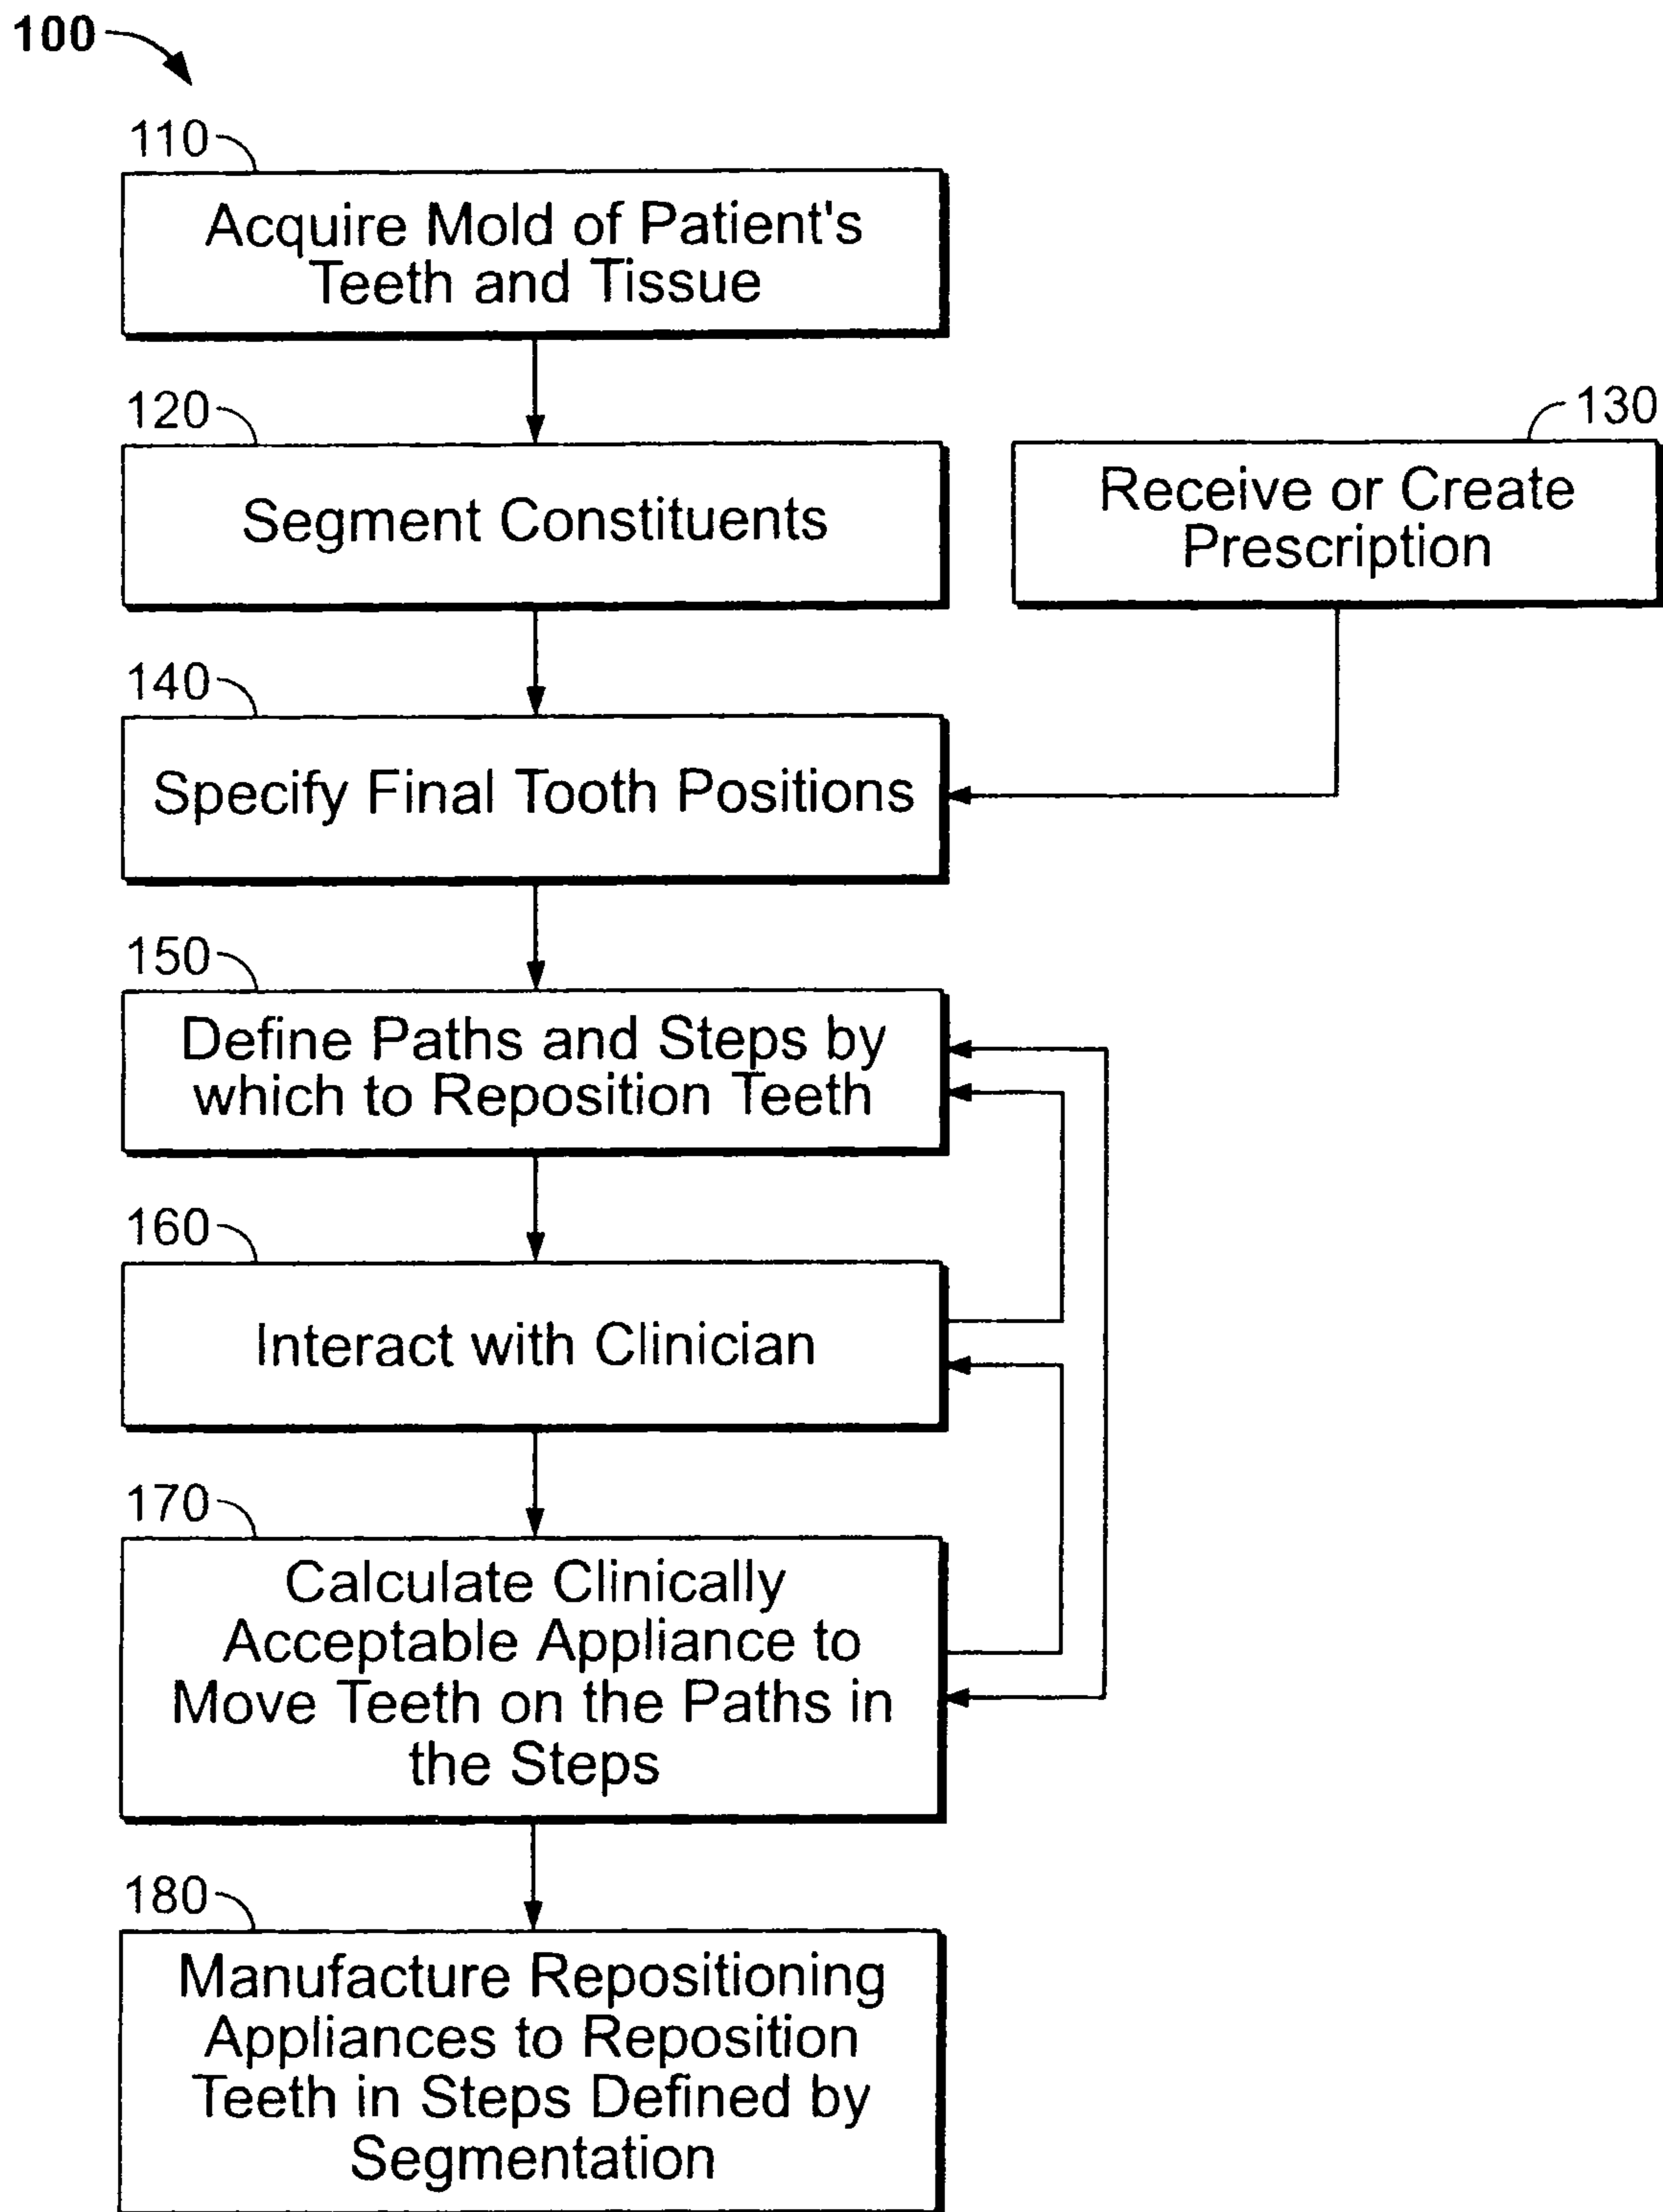 100
110
Acquire Mold of Patient's
Teeth and Tissue
120
Segment Constituents
130
Receive or Create
Prescription
140
Specify Final Tooth Positions
150
Define Paths and Steps by
which to Reposition Teeth
160
Interact with Clinician
170
Calculate Clinically
Acceptable Appliance to
Move Teeth on the Paths in
the Steps
180
Manufacture Repositioning
Appliances to Reposition
Teeth in Steps Defined by
Segmentation